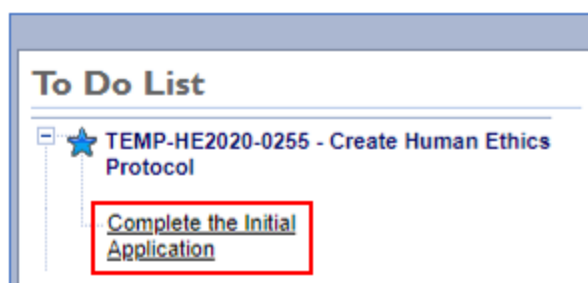 To Do List
TEMP-HE2020-0255 - Create Human Ethics
Protocol
Complete the Initial
Application